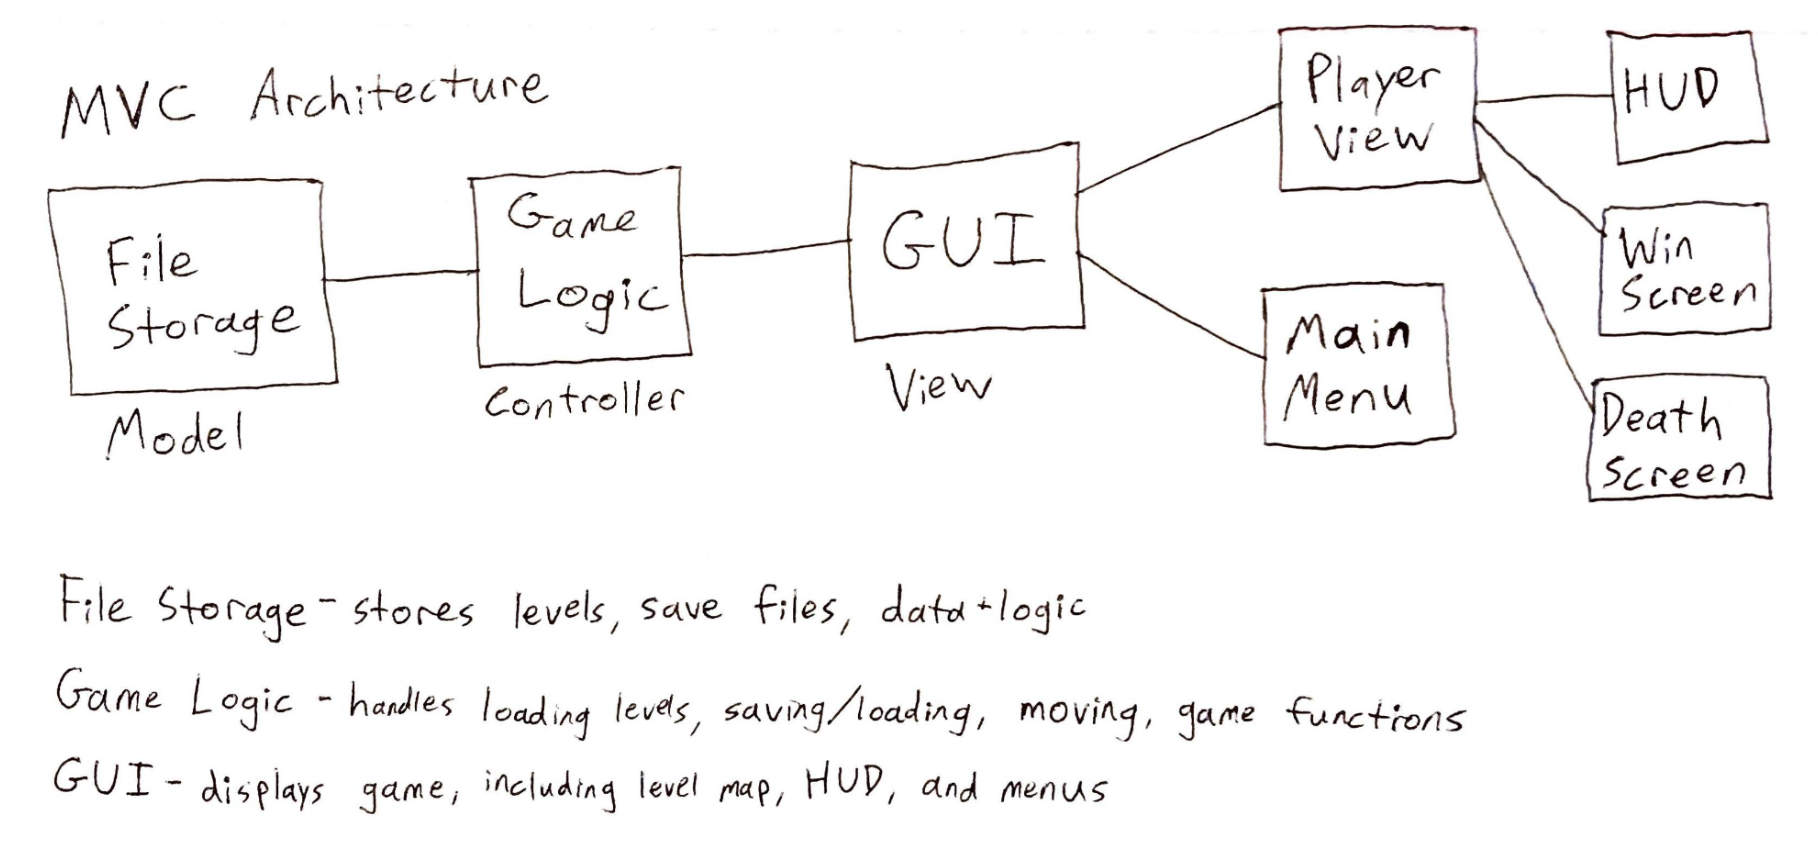 MVC Architecture
File
Storage
Model
Game
Logic
Controller
GUI
View
Player
View
Main
Menu
HUD
Win
Screen
Death
Screen
File Storage - stores levels, save files, data + logic
Game Logic - handles loading levels, saving/loading, moving, game functions
GUI - displays game, including level map, HUD, and menus